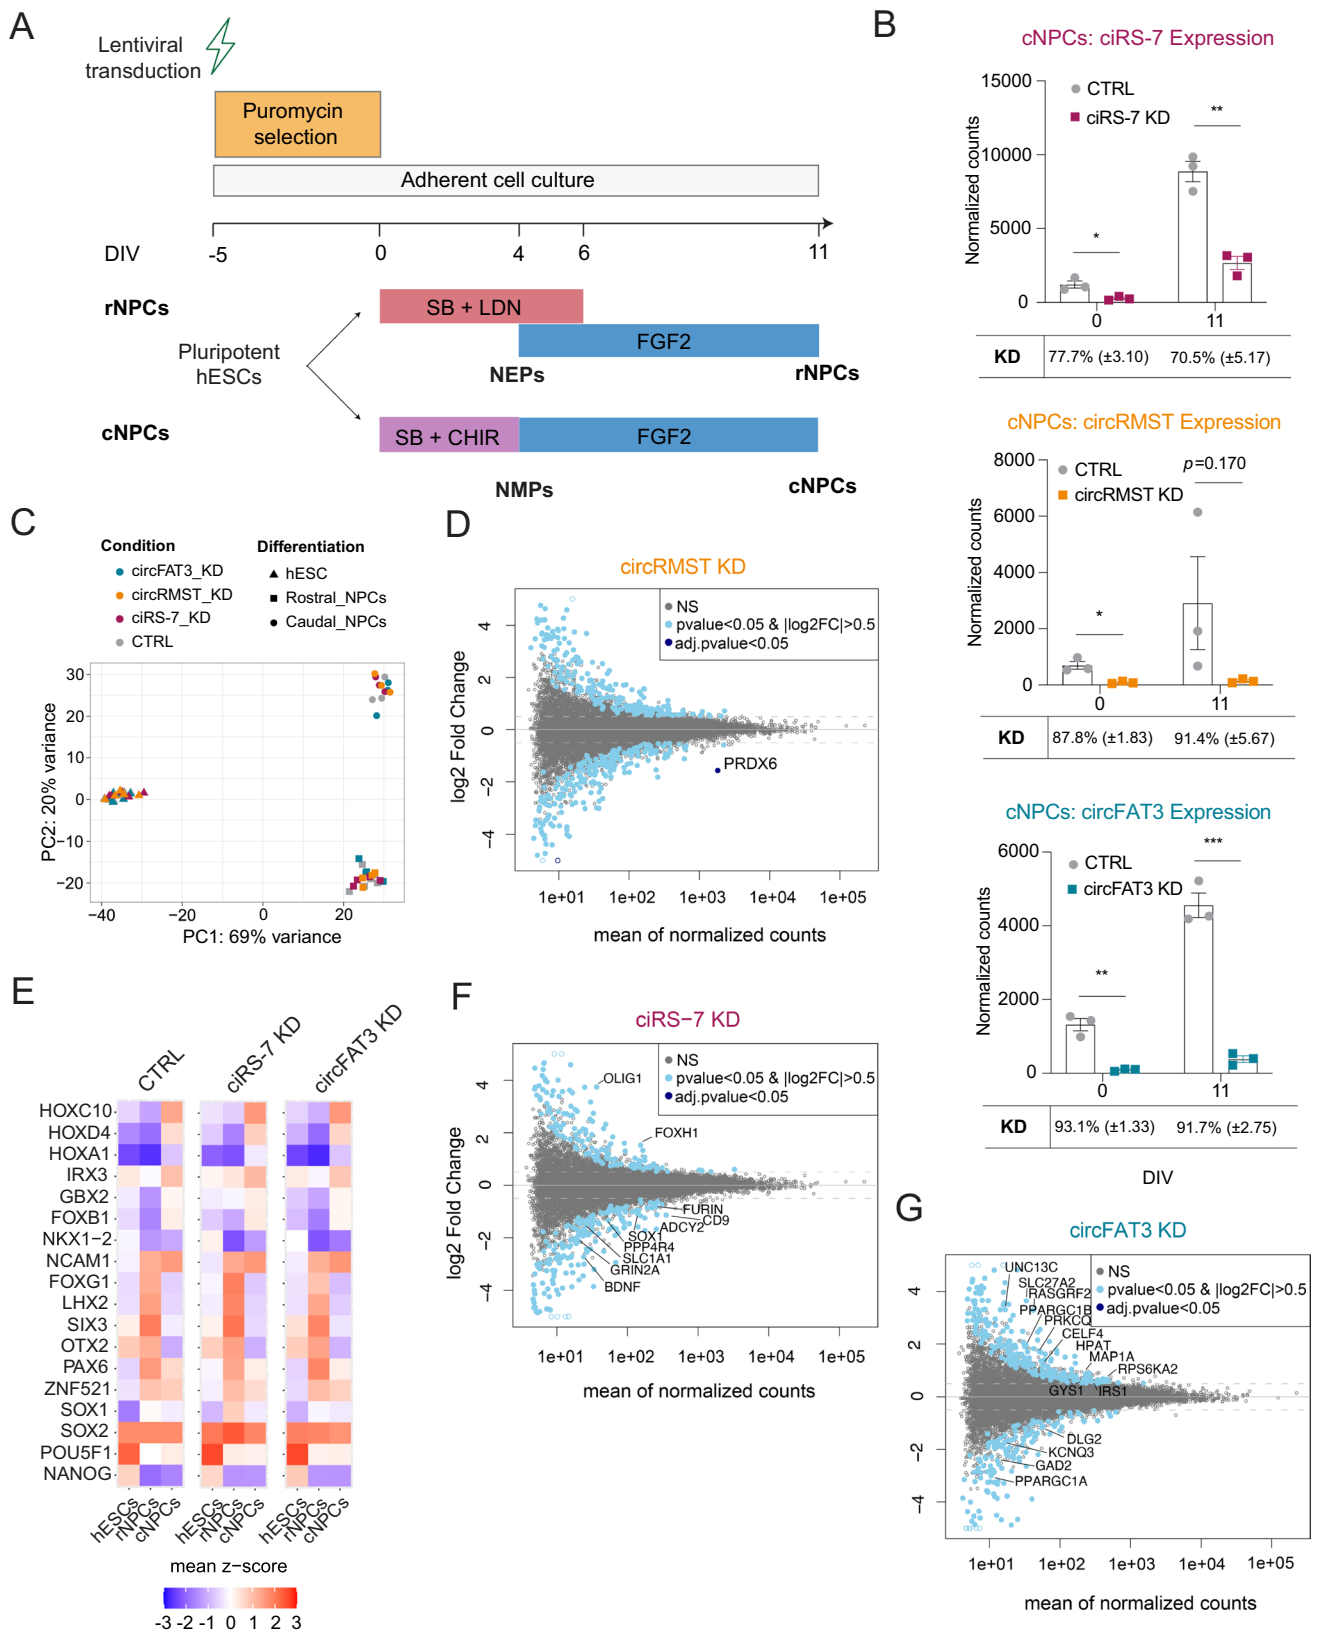 A
Lentiviral
transduction
Puromycin
selection
Adherent cell culture
DIV
-5
0
4
6
11
rNPCs
SB + LDN
FGF2
Pluripotent
hESCs
NEPs
rNPCs
cNPCs
SB + CHIR
FGF2
NMPs
cNPCs
B
cNPCs: ciRS-7 Expression
Normalized counts
15000
10000
5000
0
CTRL
ciRS-7 KD
*
**
0
11
KD
77.7% (±3.10)
70.5% (±5.17)
cNPCs: circRMST Expression
Normalized counts
8000
6000
4000
2000
0
CTRL
circRMST KD
*
p=0.170
0
11
KD
87.8% (±1.83)
91.4% (±5.67)
cNPCs: circFAT3 Expression
Normalized counts
6000
4000
2000
0
CTRL
circFAT3 KD
**
***
0
11
KD
93.1% (±1.33)
91.7% (±2.75)
DIV
C
Condition
circFAT3_KD
circRMST_KD
ciRS-7_KD
CTRL
Differentiation
hESC
Rostral_NPCs
Caudal_NPCs
PC2: 20% variance
30
20
10
0
−10
−20
−40
−20
0
20
PC1: 69% variance
D
circRMST KD
log2 Fold Change
4
2
0
−2
−4
NS
pvalue<0.05 & |log2FC|>0.5
adj.pvalue<0.05
PRDX6
1e+01
1e+02
1e+03
1e+04
1e+05
mean of normalized counts
E
CTRL
ciRS-7 KD
circFAT3 KD
HOXC10
HOXD4
HOXA1
IRX3
GBX2
FOXB1
NKX1−2
NCAM1
FOXG1
LHX2
SIX3
OTX2
PAX6
ZNF521
SOX1
SOX2
POU5F1
NANOG
hESCs
rNPCs
cNPCs
hESCs
rNPCs
cNPCs
hESCs
rNPCs
cNPCs
mean z−score
-3 -2 -1 0 1 2 3
F
ciRS−7 KD
log2 Fold Change
4
2
0
−2
−4
NS
pvalue<0.05 & |log2FC|>0.5
adj.pvalue<0.05
OLIG1
FOXH1
FURIN
CD9
ADCY2
SOX1
PPP4R4
SLC1A1
GRIN2A
BDNF
1e+01
1e+02
1e+03
1e+04
1e+05
mean of normalized counts
G
circFAT3 KD
4
2
0
−2
−4
NS
pvalue<0.05 & |log2FC|>0.5
adj.pvalue<0.05
UNC13C
SLC27A2
RASGRF2
PPARGC1B
PRKCQ
CELF4
HPAT
MAP1A
RPS6KA2
GYS1
IRS1
DLG2
KCNQ3
GAD2
PPARGC1A
1e+01
1e+02
1e+03
1e+04
1e+05
mean of normalized counts